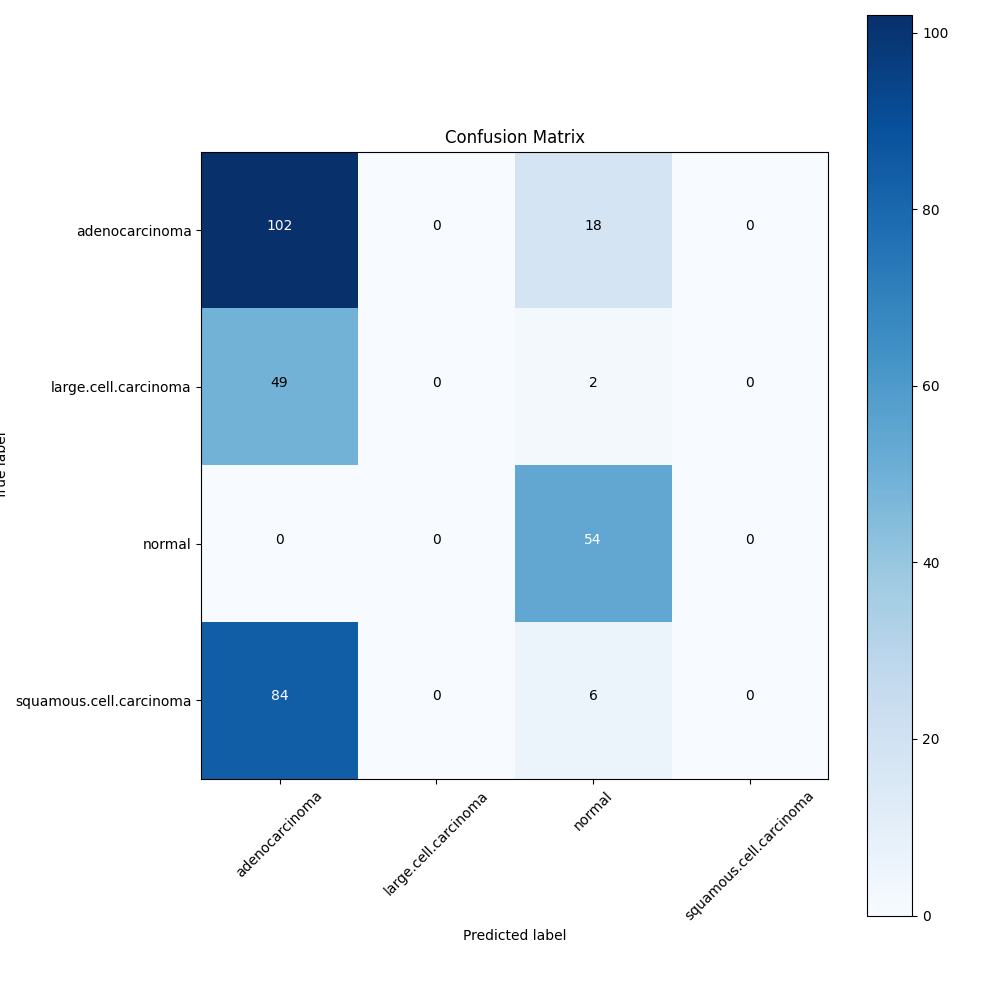 Confusion Matrix
adenocarcinoma 102 0 18 0
large.cell.carcinoma 49 0 2 0
normal 0 0 54 0
squamous.cell.carcinoma 84 0 6 0
adenocarcinoma large.cell.carcinoma normal squamous.cell.carcinoma
Predicted label
label
100
80
60
40
20
0